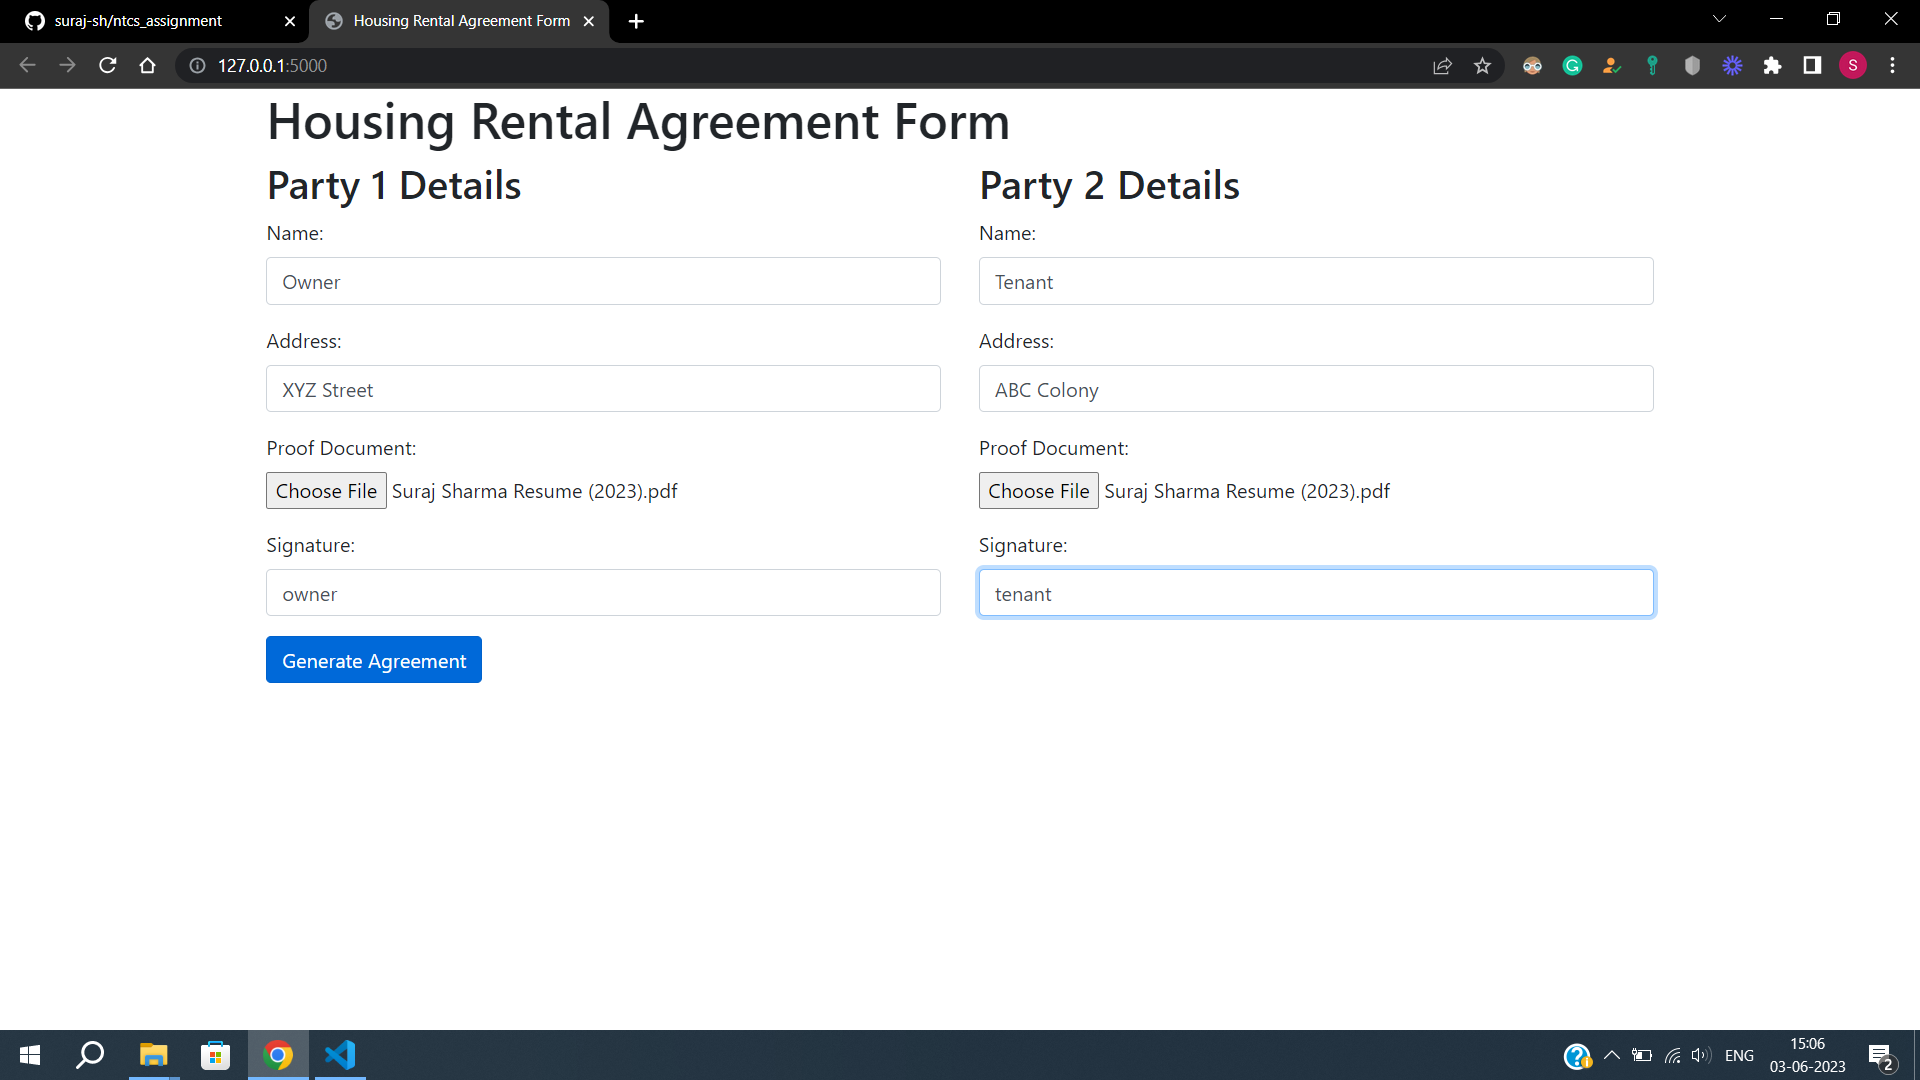 suraj-sh/ntcs_assignment
Housing Rental Agreement Form
127.0.0.1:5000
S
Housing Rental Agreement Form
Party 1 Details
Name:
Owner
Address:
XYZ Street
Proof Document:
Choose File Suraj Sharma Resume (2023).pdf
Signature:
owner
Generate Agreement
Party 2 Details
Name:
Tenant
Address:
ABC Colony
Proof Document:
Choose File Suraj Sharma Resume (2023).pdf
Signature:
tenant
ENG
15:06
03-06-2023
2